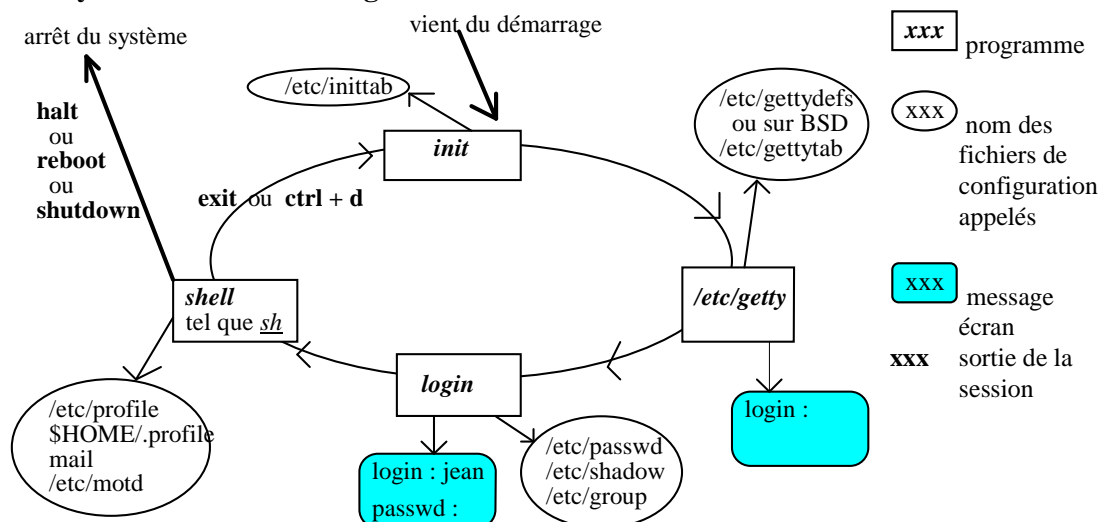 arrêt du système
vient du démarrage
halt
ou
reboot
ou
shutdown
/etc/inittab
init
exit ou ctrl + d
/etc/gettydefs
ou sur BSD
/etc/gettytab
shell
tel que sh
/etc/getty
login
/etc/profile
$HOME/.profile
mail
/etc/motd
login : jean
passwd :
/etc/passwd
/etc/shadow
/etc/group
login :
xxx
programme
xxx
nom des
fichiers de
configuration
appelés
xxx
message
écran
xxx sortie de la
session